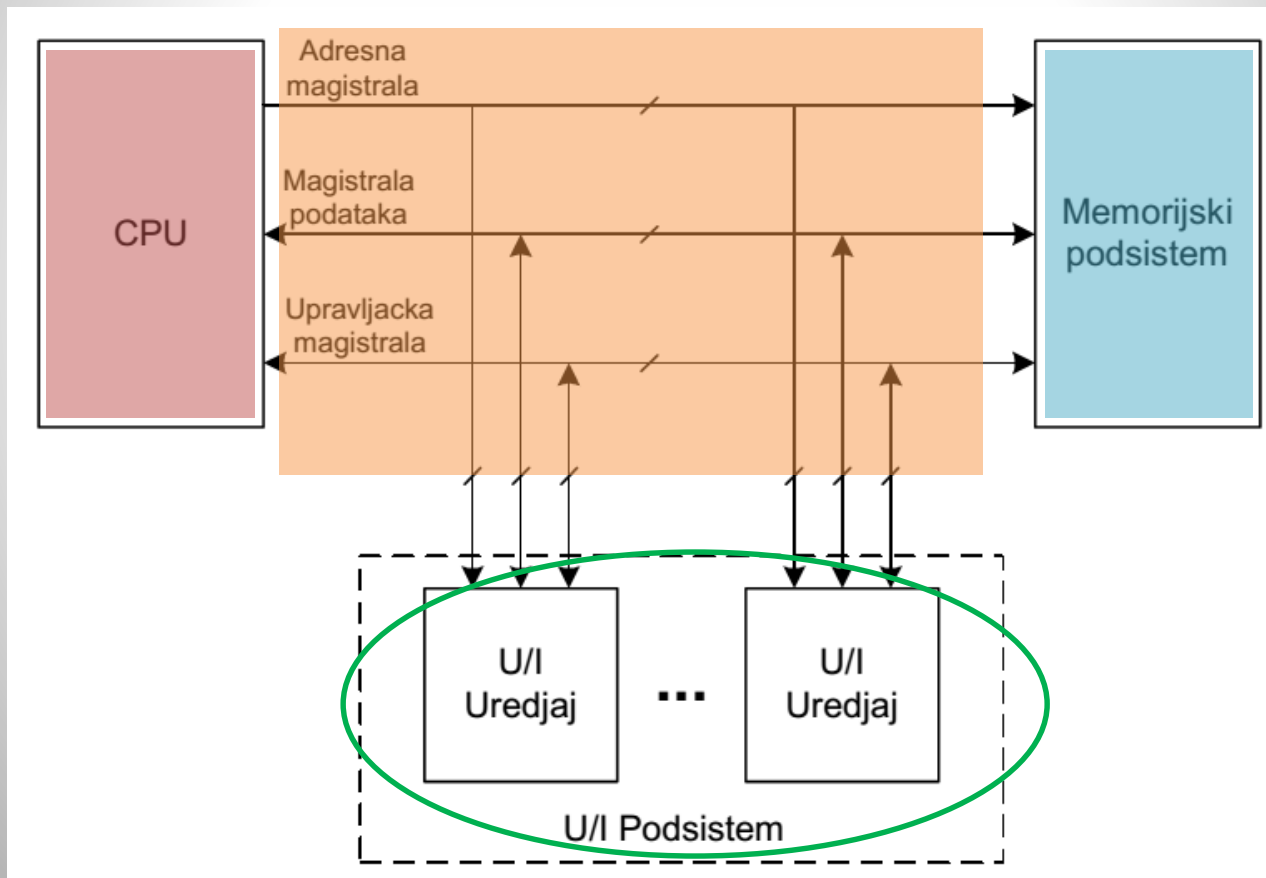 Adresna
magistrala
CPU
Magistrala
podataka
Memorijski
podsistem
Upravljacka
magistrala
U/I
Uredjaj
...
U/I
Uredjaj
U/I Podsistem